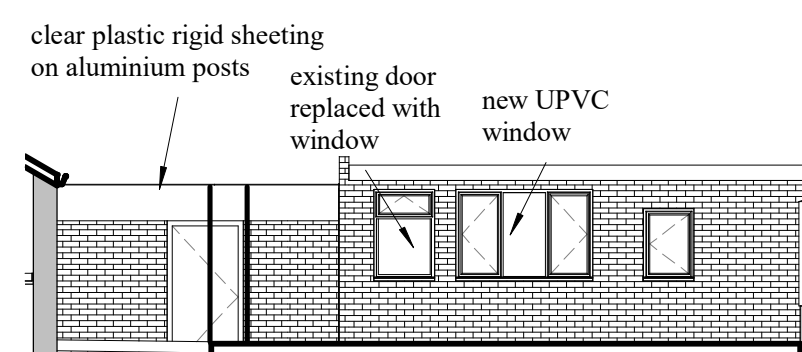 clear plastic rigid sheeting
on aluminium posts
existing door
replaced with
window
new UPVC
window